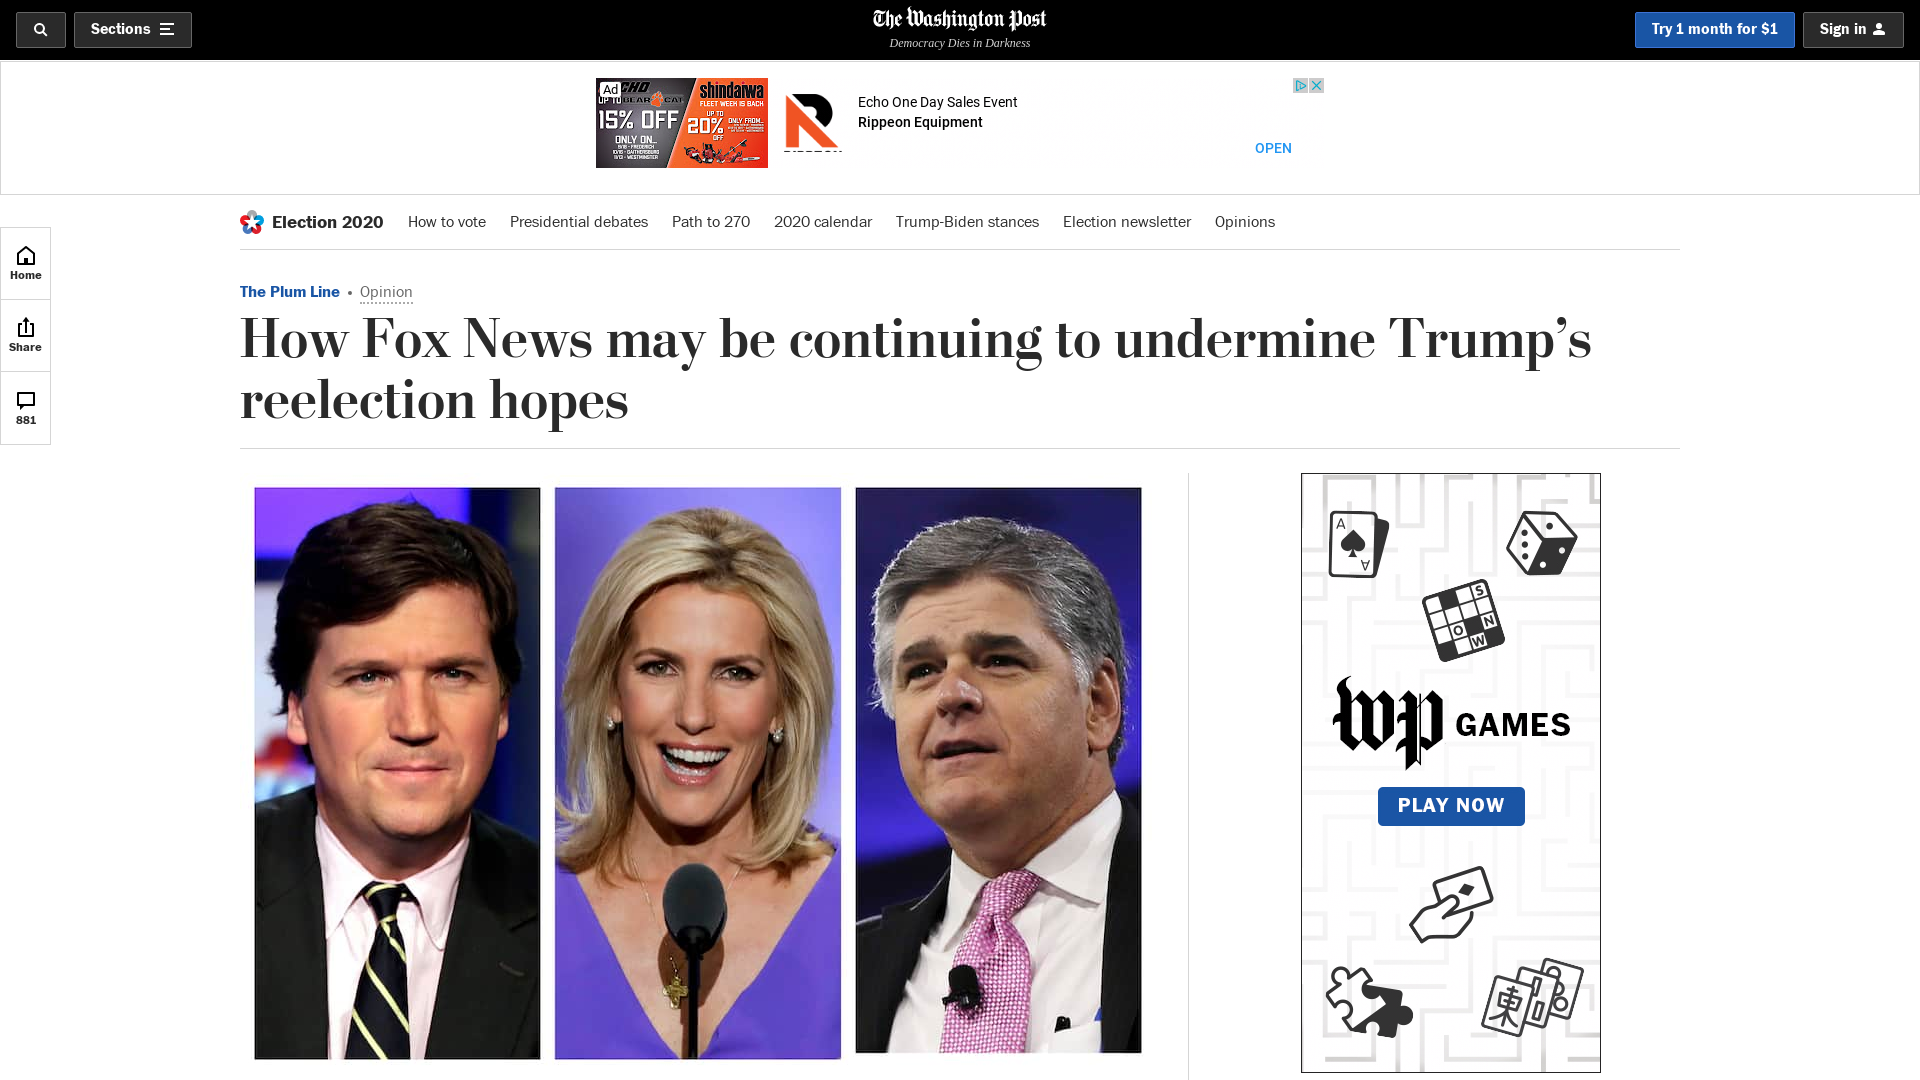 Sections
The Washington Post
Democracy Dies in Darkness
Try 1 month for $1
Sign in
Ad
ECHO
shindaiwa
UP TO
BEAR CAT
FLEET WEEK IS BACK
15% OFF
UP TO
20%
OFF
ONLY FROM...
ONLY ON...
Echo One Day Sales Event
Rippeon Equipment
OPEN
Election 2020
How to vote
Presidential debates
Path to 270
2020 calendar
Trump-Biden stances
Election newsletter
Opinions
Home
Share
881
The Plum Line • Opinion
How Fox News may be continuing to undermine Trump’s
reelection hopes
A
A
S
O N
W
wp GAMES
PLAY NOW
東